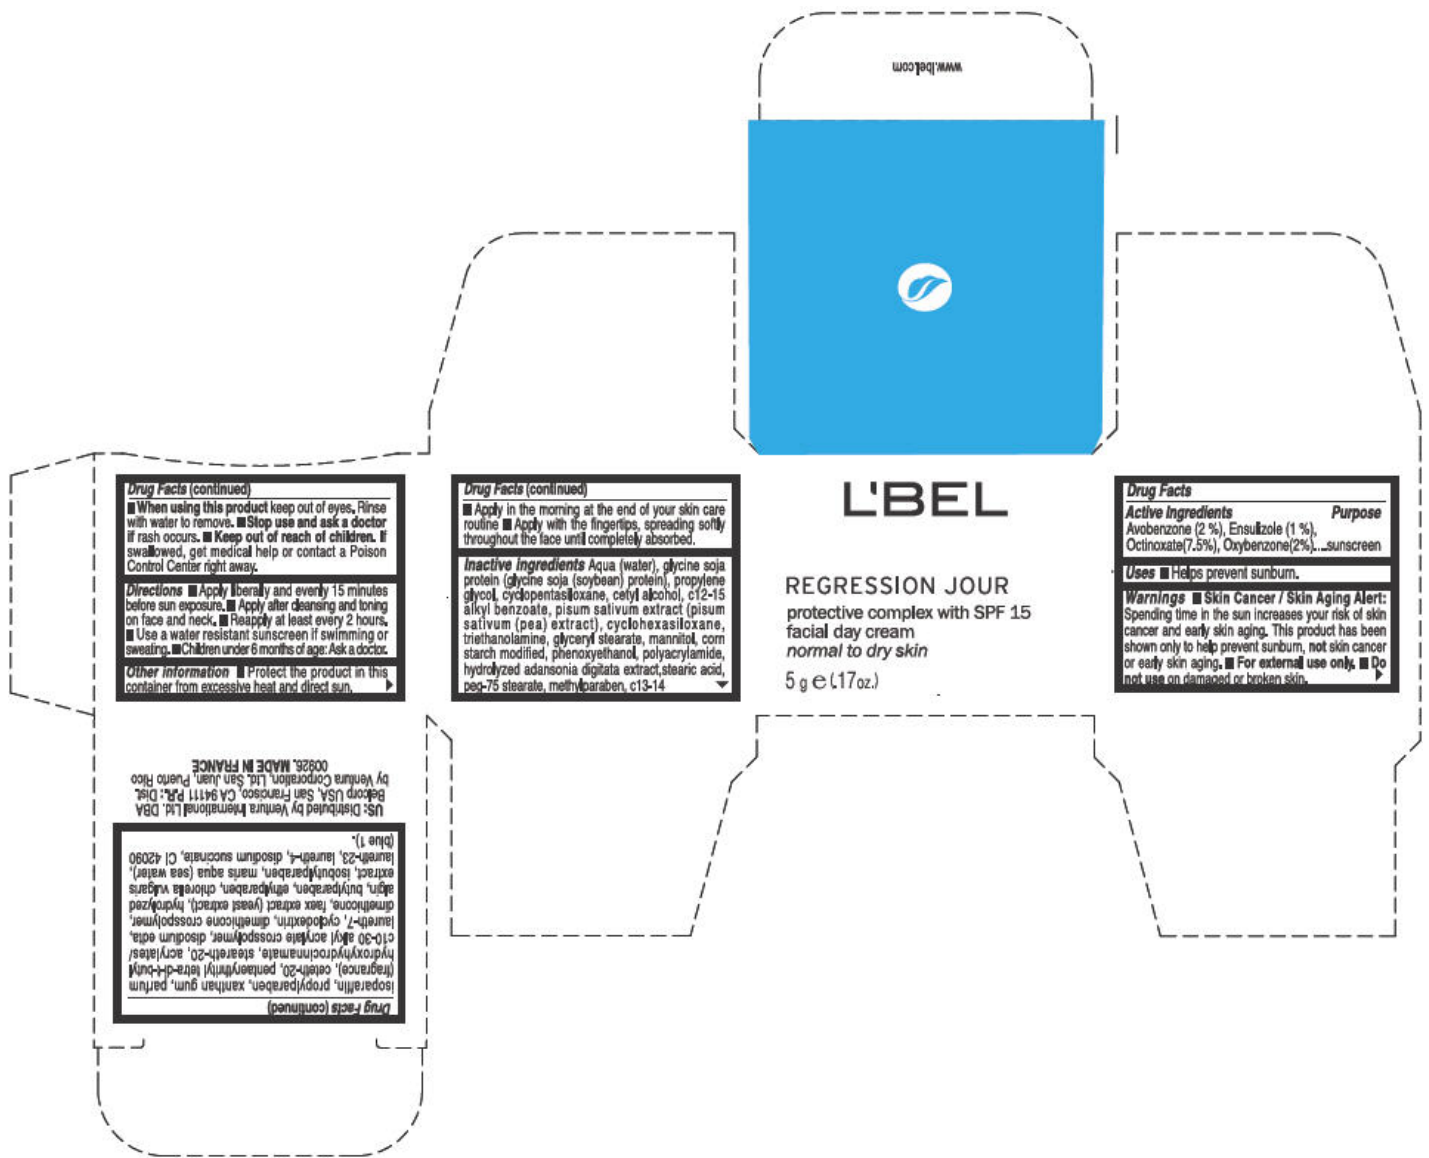 www.lbel.com
L'BEL
REGRESSION JOUR
protective complex with SPF 15
facial day cream
normal to dry skin
5 g e (.17oz.)
Drug Facts
Active Ingredients Purpose
Avobenzone (2 %), Ensulizole (1 %),
Octinoxate(7.5%), Oxybenzone(2%)....sunscreen
Uses ■ Helps prevent sunburn.
Warnings ■ Skin Cancer / Skin Aging Alert:
Spending time in the sun increases your risk of skin
cancer and early skin aging. This product has been
shown only to help prevent sunburn, not skin cancer
or early skin aging. ■ For external use only. ■ Do
not use on damaged or broken skin.
Drug Facts (continued)
■ When using this product keep out of eyes. Rinse
with water to remove. ■ Stop use and ask a doctor
if rash occurs. ■ Keep out of reach of children. If
swallowed, get medical help or contact a Poison
Control Center right away.
Directions ■ Apply liberally and evenly 15 minutes
before sun exposure. ■ Apply after cleansing and toning
on face and neck. ■ Reapply at least every 2 hours.
■ Use a water resistant sunscreen if swimming or
sweating. ■ Children under 6 months of age: Ask a doctor.
Other information ■ Protect the product in this
container from excessive heat and direct sun.
Drug Facts (continued)
■ Apply in the morning at the end of your skin care
routine ■ Apply with the fingertips, spreading softly
throughout the face until completely absorbed.
Inactive ingredients Aqua (water), glycine soja
protein (glycine soja (soybean) protein), propylene
glycol, cyclopentasiloxane, cetyl alcohol, c12-15
alkyl benzoate, pisum sativum extract (pisum
sativum (pea) extract), cyclohexasiloxane,
triethanolamine, glyceryl stearate, mannitol, corn
starch modified, phenoxyethanol, polyacrylamide,
hydrolyzed adansonia digitata extract,stearic acid,
peg-75 stearate, methylparaben, c13-14
Drug Facts (continued)
isoparaffin, propylparaben, xanthan gum, parfum
(fragrance), ceteth-20, pentaerythrityl tetra-di-t-butyl
hydroxyhydrocinnamate, steareth-20, acrylates/
c10-30 alkyl acrylate crosspolymer, disodium edta,
laureth-7, cyclodextrin, dimethicone crosspolymer,
dimethicone, faex extract (yeast extract), hydrolyzed
algin, butylparaben, ethylparaben, chlorella vulgaris
extract, isobutylparaben, maris aqua (sea water),
laureth-23, laureth-4, disodium succinate, CI 42090
(blue 1).
US: Distributed by Ventura International Ltd. DBA
Belcorp USA, San Francisco, CA 94111 P.R.: Dist.
by Ventura Corporation, Ltd. San Juan, Puerto Rico
00926. MADE IN FRANCE